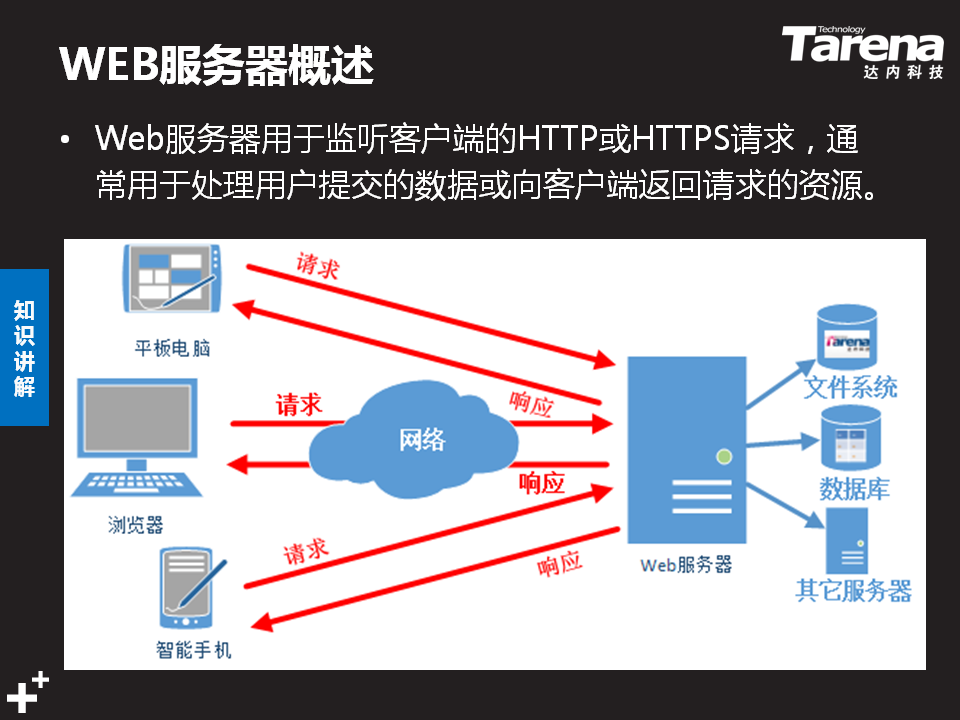 WEB服务器概述
Technology
Tarena
达内科技
• Web服务器用于监听客户端的HTTP或HTTPS请求，通
常用于处理用户提交的数据或向客户端返回请求的资源。
知
识
讲
解
请求
响应
平板电脑
请求
网络
响应
浏览器
请求
响应
智能手机
Web服务器
Tarena
达内科技
文件系统
数据库
其它服务器